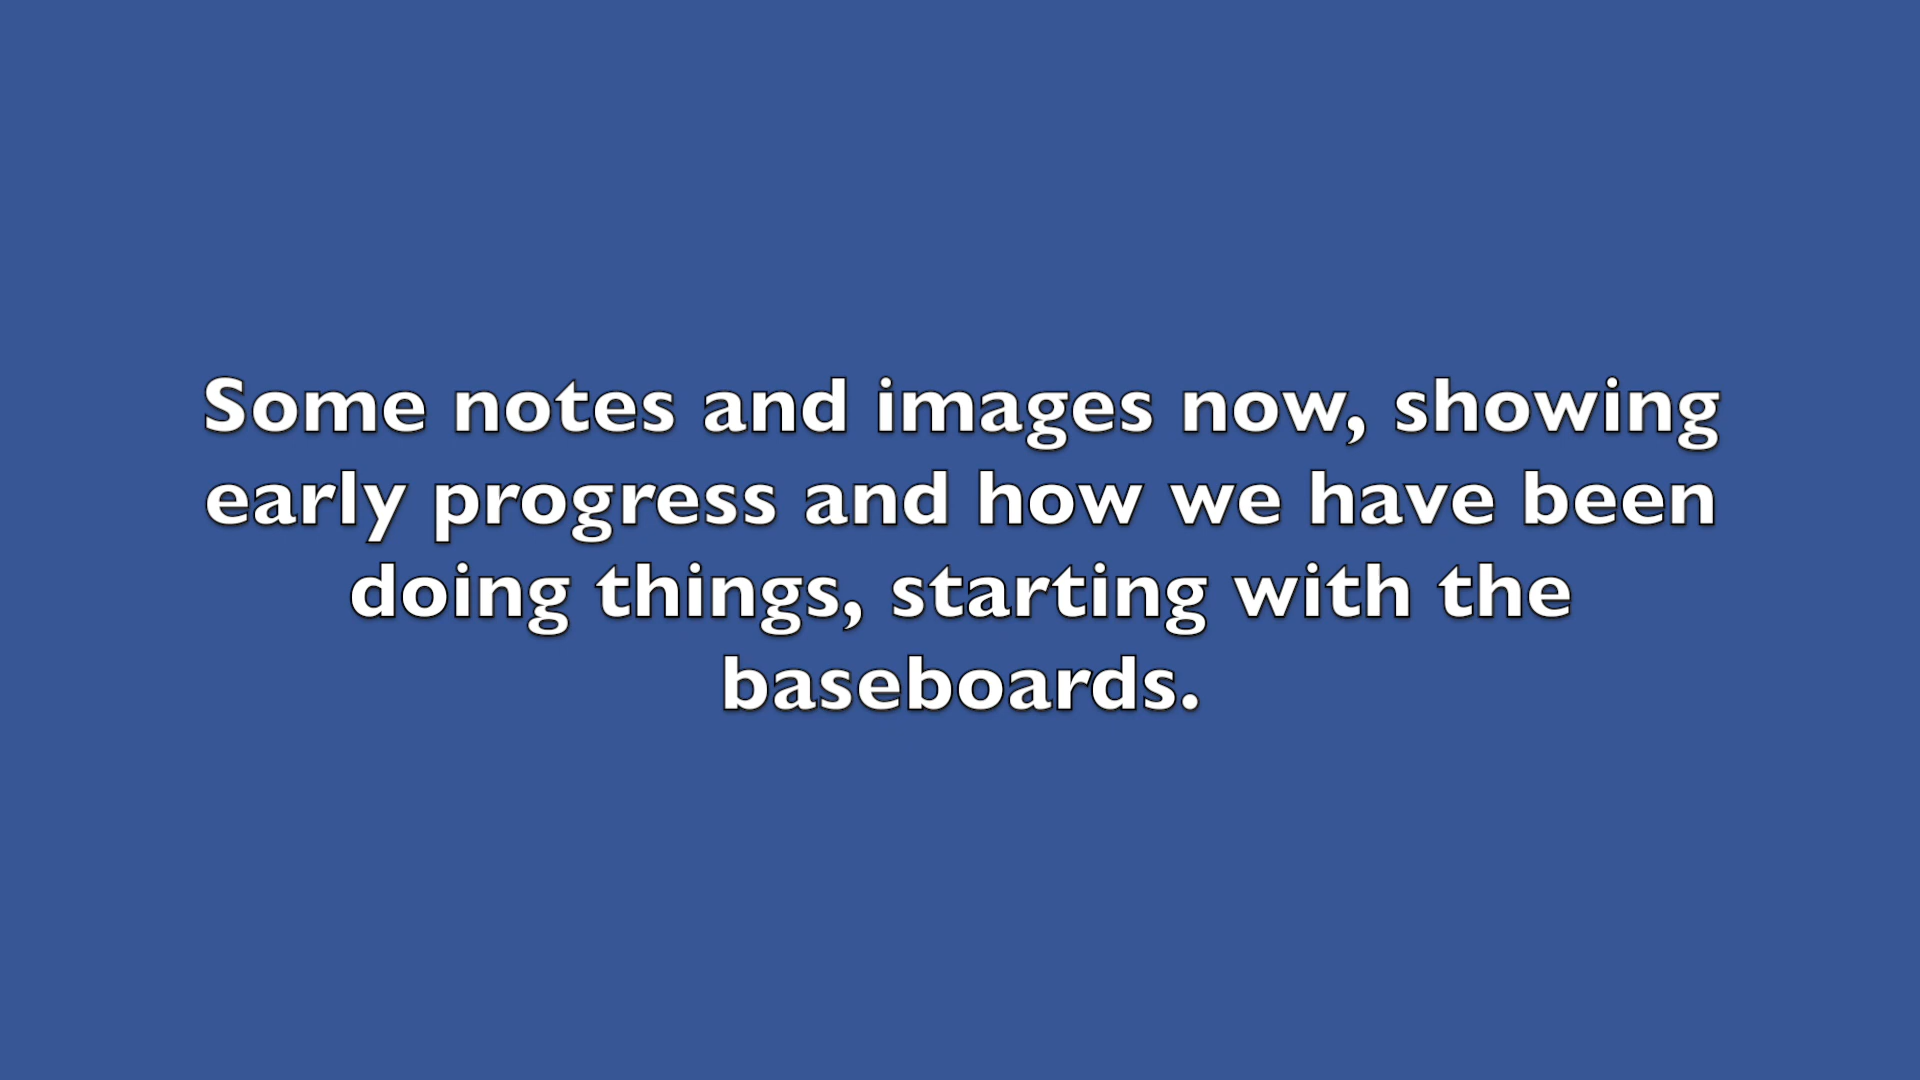 Some notes and images now, showing
early progress and how we have been
doing things, starting with the
baseboards.